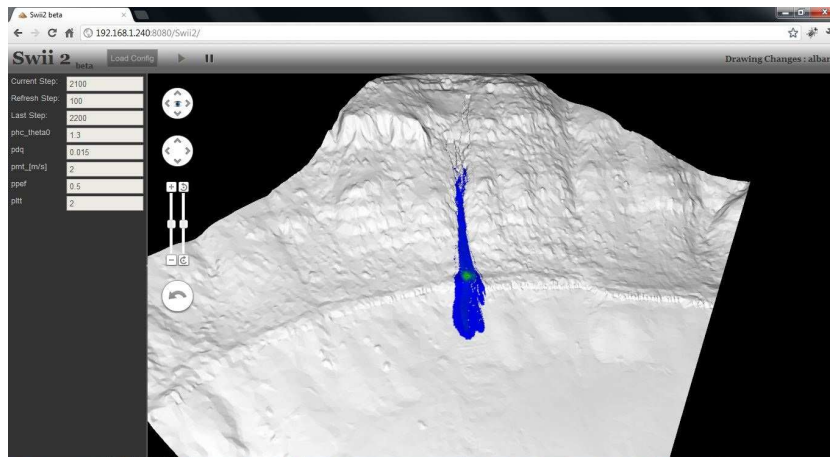 Swii2 beta
192.168.1.240:8080/Swii2/
Swii 2 beta
Load Config
Drawing Changes : alban
Current Step: 2100
Refresh Step: 100
Last Step: 2200
phc_theta0 1.3
pdq 0.015
pmt_[m/s] 2
ppef 0.5
pltt 2